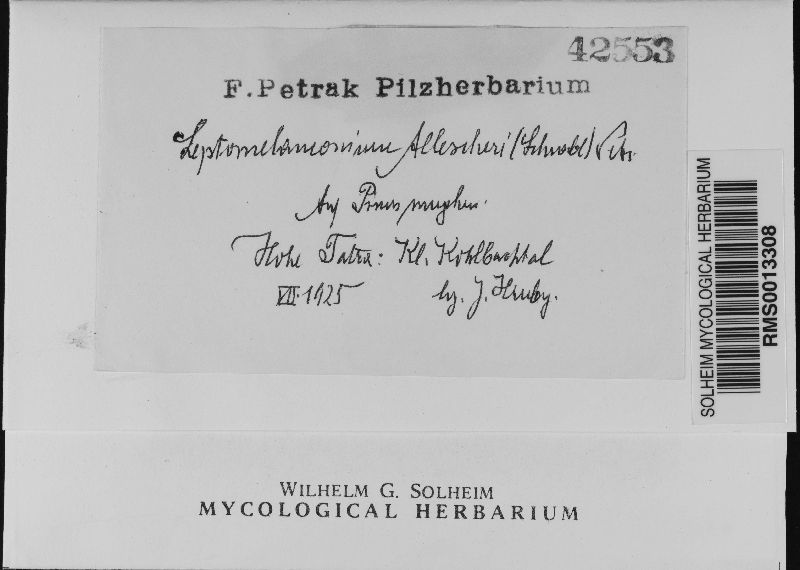 42553
F. Petrak Pilzherbarium
Leptomelanconium Allescheri (Schnabl) Petr.
Auf Pinus mughus.
Hohe Tatra: Kl. Kohlbachtal
VII. 1925 lg. J. Hruby.
SOLHEIM MYCOLOGICAL HERBARIUM
RMS0013308
WILHELM G. SOLHEIM
MYCOLOGICAL HERBARIUM